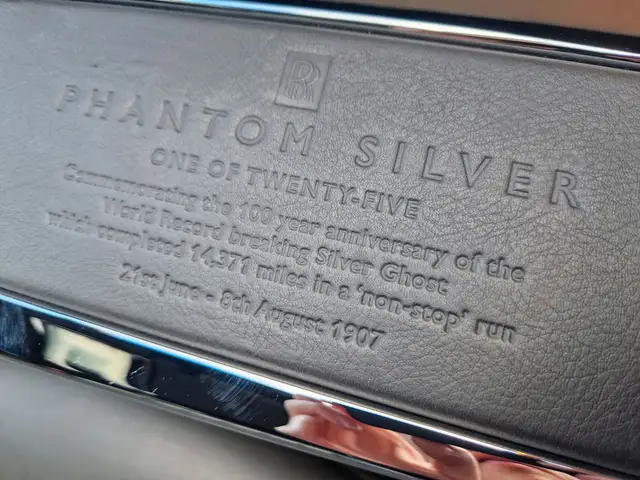 RR
PHANTOM SILVER
ONE OF TWENTY-FIVE
Commemorating the 100 year anniversary of the
World Record breaking Silver Ghost
which completed 14,371 miles in a 'non-stop' run
21st June - 8th August 1907